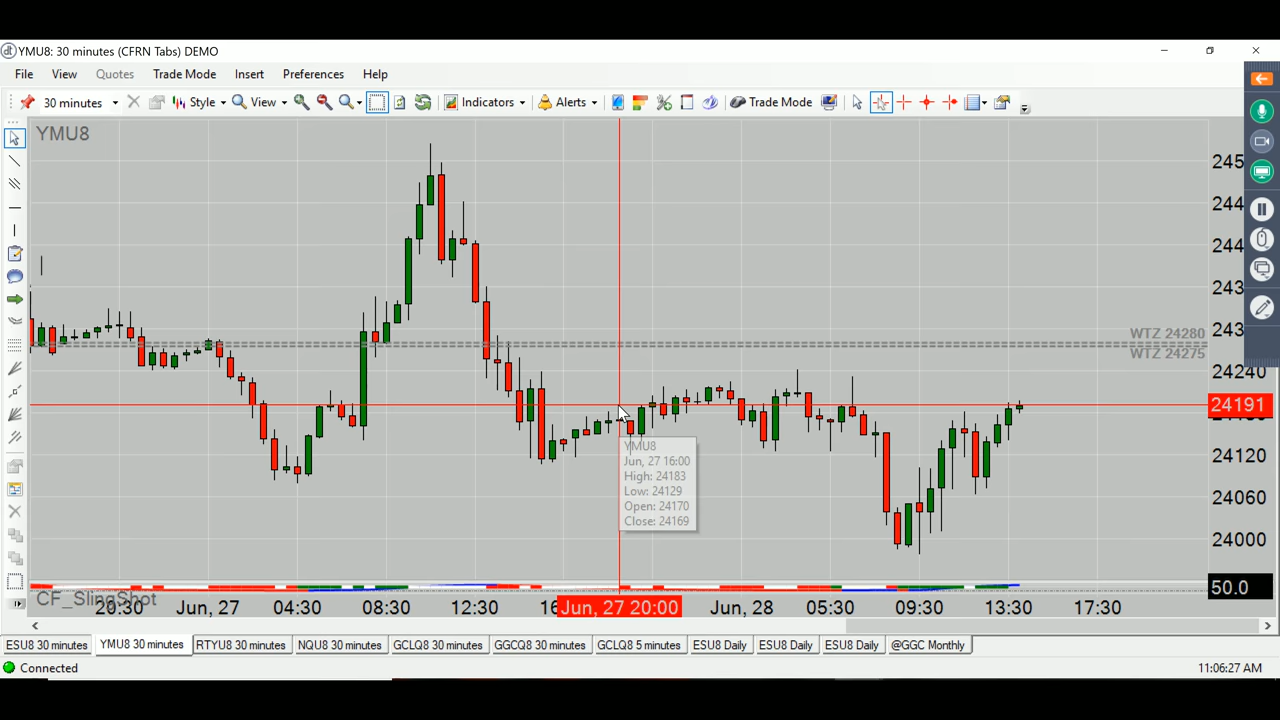 YMU8: 30 minutes (CFRN Tabs) DEMO
File View Quotes Trade Mode Insert Preferences Help
30 minutes Style View Indicators Alerts Trade Mode
YMU8
245
244
244
243
243
WTZ 24280
WTZ 24275
24240
24191
24120
24060
24000
YMU8
Jun, 27 16:00
High: 24183
Low: 24129
Open: 24170
Close: 24169
50.0
CF_SlingShot
20:30 Jun, 27 04:30 08:30 12:30 16 Jun, 27 20:00 Jun, 28 05:30 09:30 13:30 17:30
ESU8 30 minutes YMU8 30 minutes RTYU8 30 minutes NQU8 30 minutes GCLQ8 30 minutes GGCQ8 30 minutes GCLQ8 5 minutes ESU8 Daily ESU8 Daily ESU8 Daily @GGC Monthly
Connected 11:06:27 AM